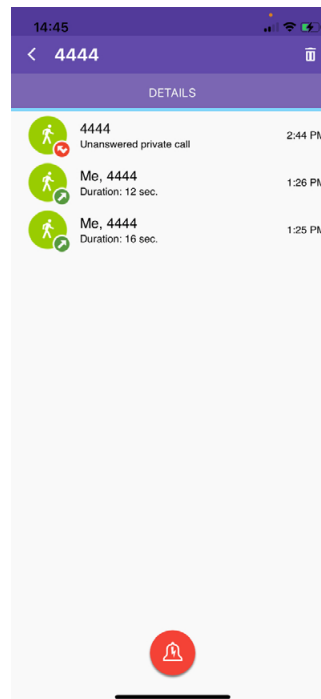 14:45
4444
DETAILS
4444
Unanswered private call
2:44 PM
Me, 4444
Duration: 12 sec.
1:26 PM
Me, 4444
Duration: 16 sec.
1:25 PM